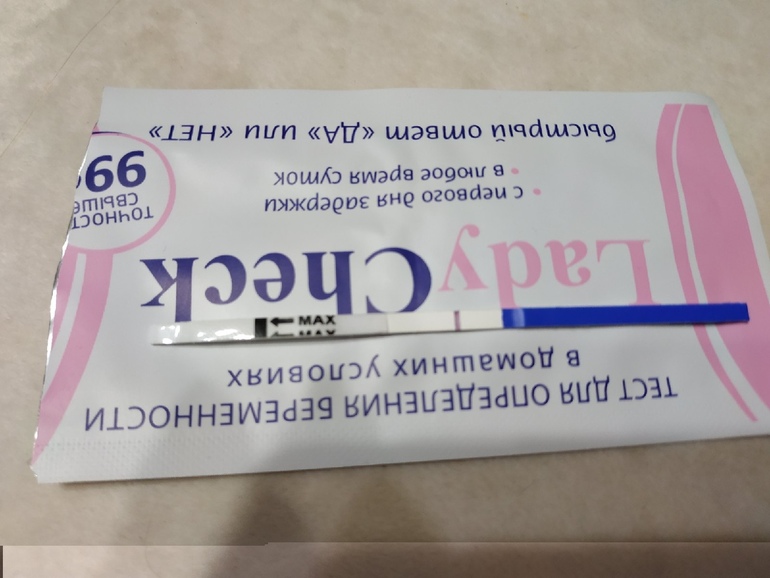 ТЕСТ ДЛЯ ОПРЕДЕЛЕНИЯ БЕРЕМЕННОСТИ
в домашних условиях
MAX
MAX
LadyCheck
• с первого дня задержки
• в любое время суток
ТОЧНОСТ
СВЫШЕ
99
быстрый ответ «ДА» или «НЕТ»